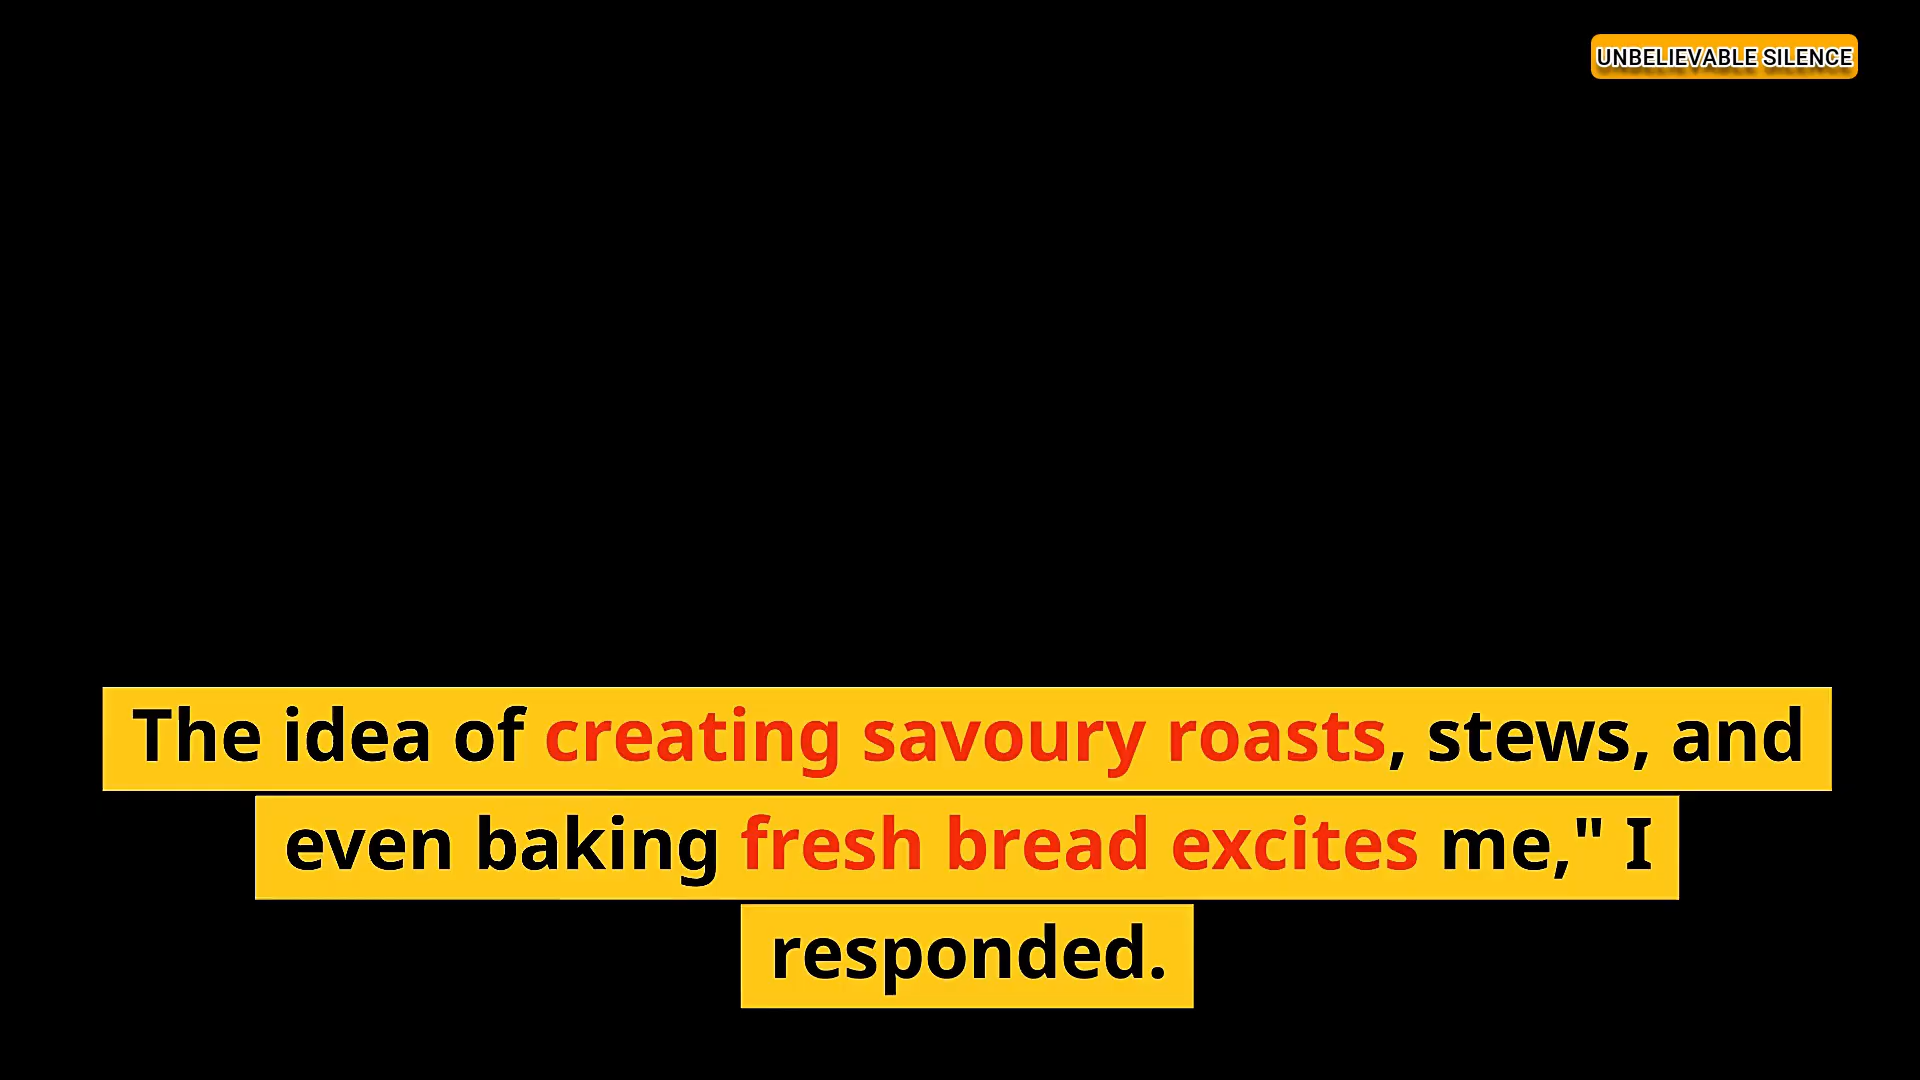 UNBELIEVABLE SILENCE
The idea of creating savoury roasts, stews, and
even baking fresh bread excites me," I
responded.